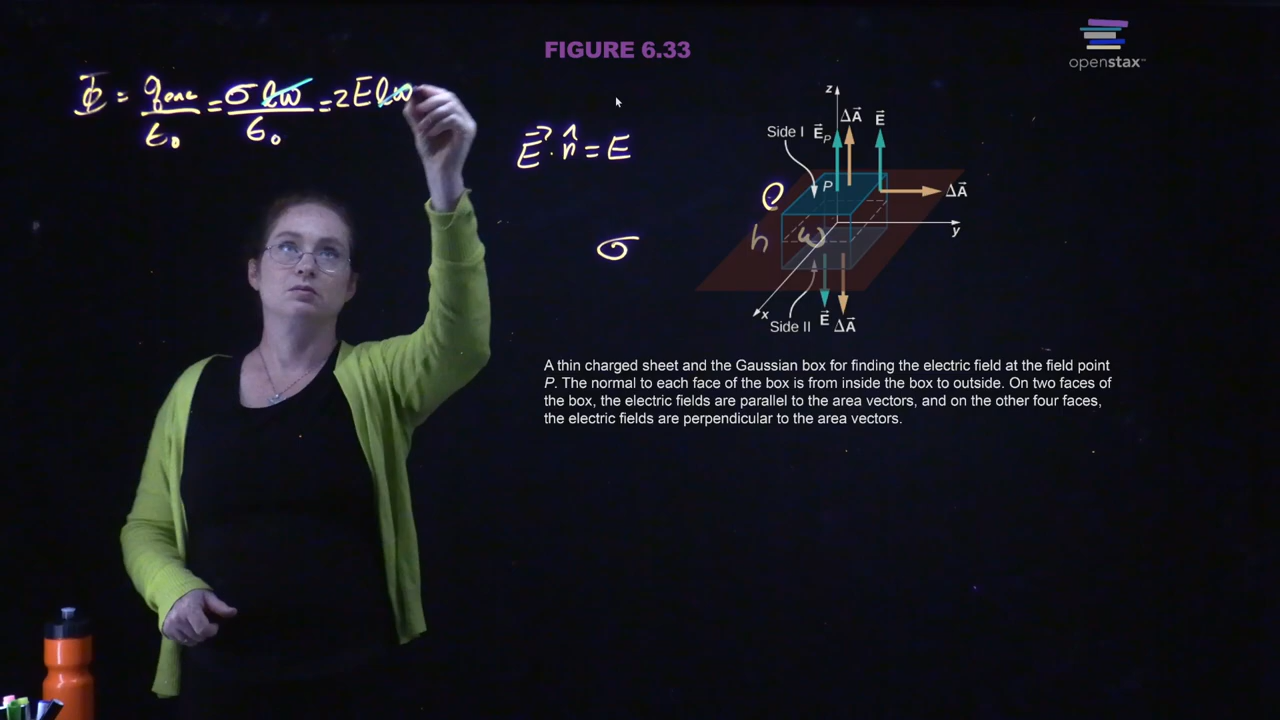 FIGURE 6.33
openstax™
Φ = q_enc/ϵ₀ = σlw/ϵ₀ = 2Elw
E⃗ · n̂ = E
σ
z
Side I
E⃗_P
ΔA⃗
E⃗
P
ΔA⃗
l
h
w
y
x
Side II
E⃗
ΔA⃗
A thin charged sheet and the Gaussian box for finding the electric field at the field point
P. The normal to each face of the box is from inside the box to outside. On two faces of
the box, the electric fields are parallel to the area vectors, and on the other four faces,
the electric fields are perpendicular to the area vectors.